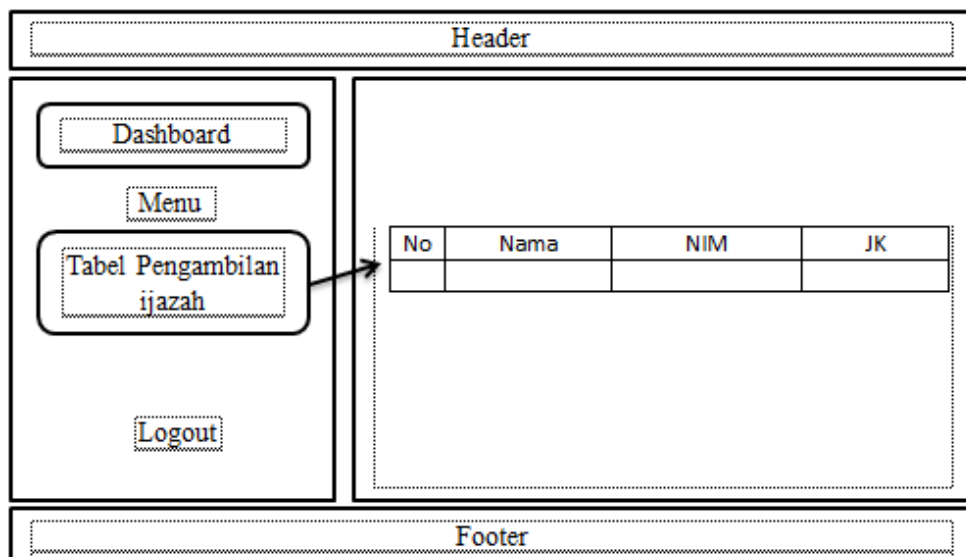 Header
Dashboard
Menu
Tabel Pengambilan
ijazah
Logout
No Nama NIM JK
Footer